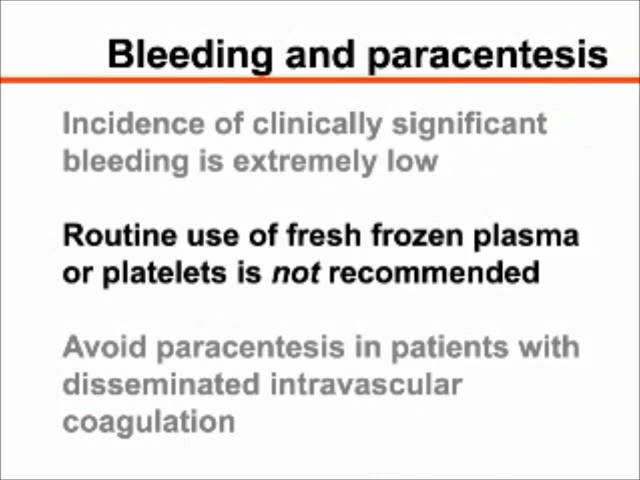 Bleeding and paracentesis
Incidence of clinically significant
bleeding is extremely low
Routine use of fresh frozen plasma
or platelets is not recommended
Avoid paracentesis in patients with
disseminated intravascular
coagulation